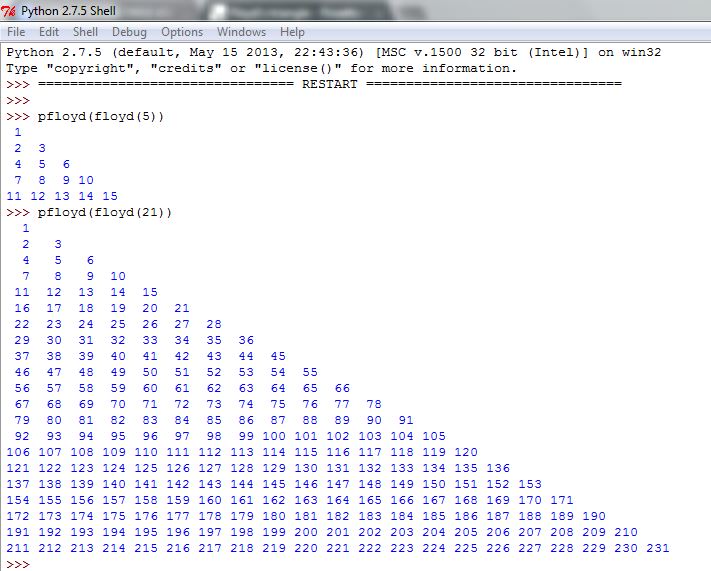 Python 2.7.5 Shell
File Edit Shell Debug Options Windows Help
Python 2.7.5 (default, May 15 2013, 22:43:36) [MSC v.1500 32 bit (Intel)] on win32
Type "copyright", "credits" or "license()" for more information.
>>> ================================ RESTART ================================
>>>
>>> pfloyd(floyd(5))
 1
 2  3
 4  5  6
 7  8  9 10
11 12 13 14 15
>>> pfloyd(floyd(21))
  1
  2   3
  4   5   6
  7   8   9  10
 11  12  13  14  15
 16  17  18  19  20  21
 22  23  24  25  26  27  28
 29  30  31  32  33  34  35  36
 37  38  39  40  41  42  43  44  45
 46  47  48  49  50  51  52  53  54  55
 56  57  58  59  60  61  62  63  64  65  66
 67  68  69  70  71  72  73  74  75  76  77  78
 79  80  81  82  83  84  85  86  87  88  89  90  91
 92  93  94  95  96  97  98  99 100 101 102 103 104 105
106 107 108 109 110 111 112 113 114 115 116 117 118 119 120
121 122 123 124 125 126 127 128 129 130 131 132 133 134 135 136
137 138 139 140 141 142 143 144 145 146 147 148 149 150 151 152 153
154 155 156 157 158 159 160 161 162 163 164 165 166 167 168 169 170 171
172 173 174 175 176 177 178 179 180 181 182 183 184 185 186 187 188 189 190
191 192 193 194 195 196 197 198 199 200 201 202 203 204 205 206 207 208 209 210
211 212 213 214 215 216 217 218 219 220 221 222 223 224 225 226 227 228 229 230 231
>>>